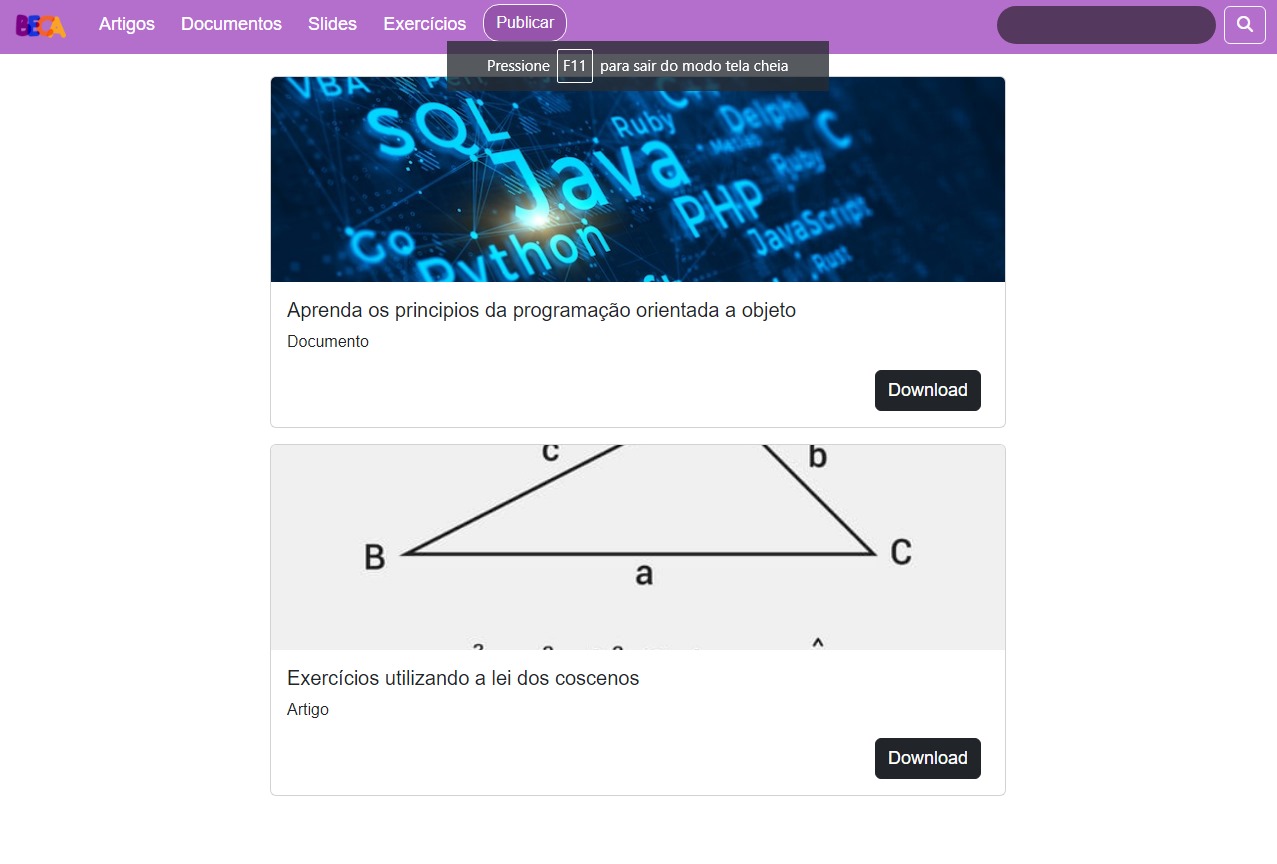 BECA Artigos Documentos Slides Exercícios Publicar
Pressione F11 para sair do modo tela cheia
VBA Perl
SQL Ruby C++ Delphi C
Java Matlab Ruby
PHP
Go JavaScript
Python Rust
Aprenda os principios da programação orientada a objeto
Documento
Download
c b
B C
a
Exercícios utilizando a lei dos coscenos
Artigo
Download